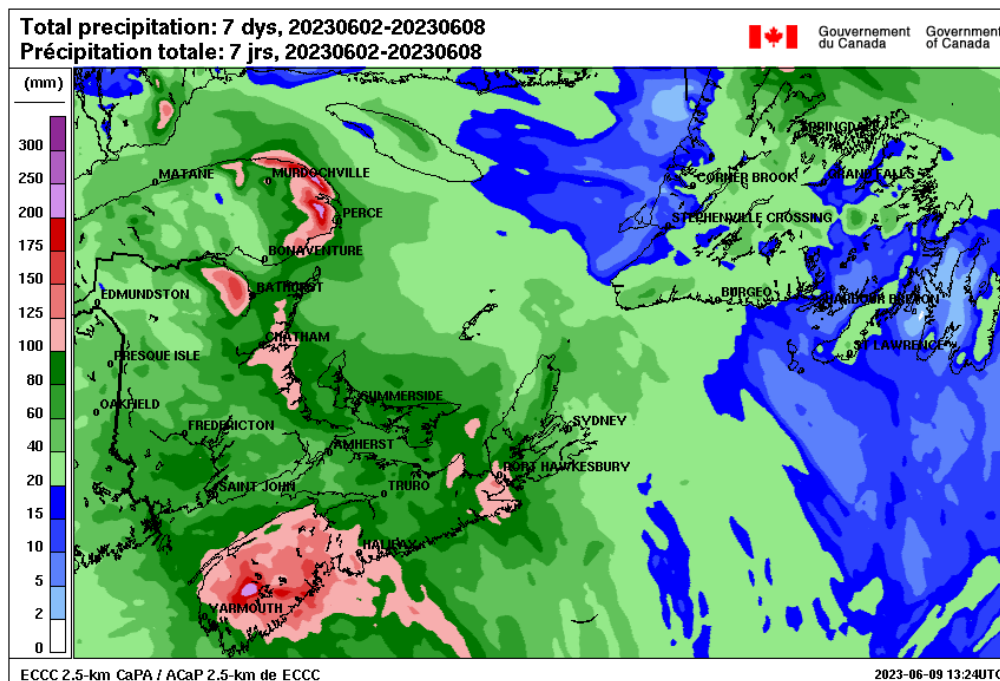 Total precipitation: 7 dys, 20230602-20230608
Précipitation totale: 7 jrs, 20230602-20230608
Gouvernement du Canada
Government of Canada
(mm)
300
250
200
175
150
125
100
80
60
40
20
15
10
5
2
0
SPRINGDALE
MATANE
MURDOCHVILLE
CORNER BROOK
GRAND FALLS
PERCE
STEPHENVILLE CROSSING
BONAVENTURE
EDMUNDSTON
BATHURST
BURGEO
HARBOUR BRETON
CHATHAM
PRESQUE ISLE
ST LAWRENCE
OAKFIELD
SUMMERSIDE
FREDERICTON
SYDNEY
AMHERST
PORT HAWKESBURY
SAINT JOHN
TRURO
HALIFAX
YARMOUTH
ECCC 2.5-km CaPA / ACaP 2.5-km de ECCC
2023-06-09 13:24UTC